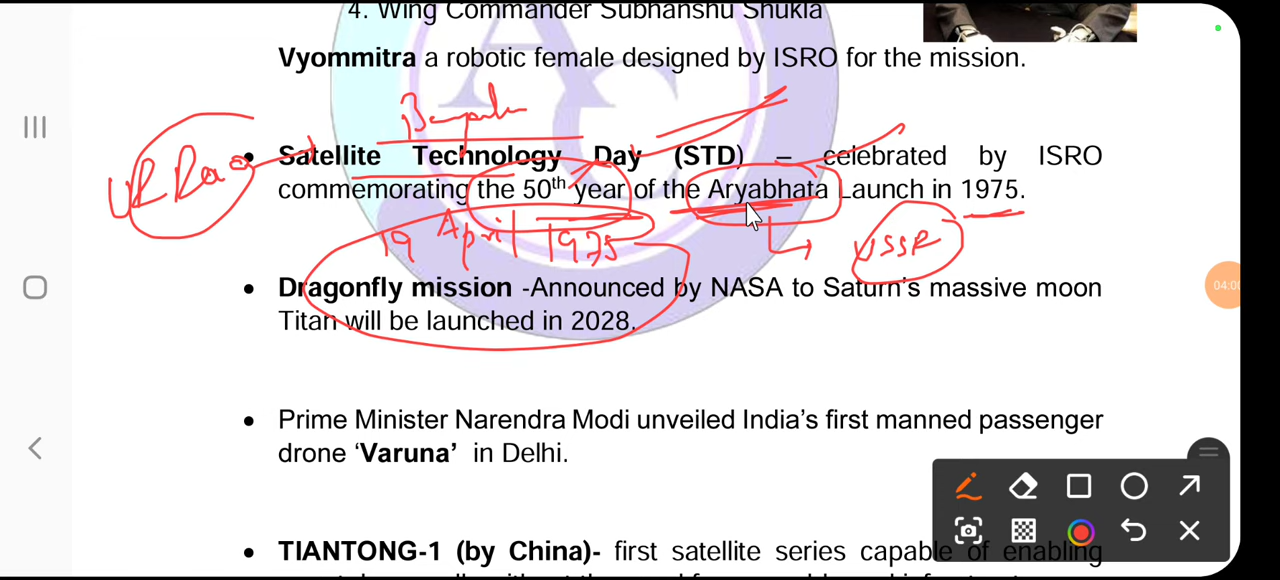 4. Wing Commander Subhanshu Shukla
Vyommitra a robotic female designed by ISRO for the mission.
UR Rao
• Satellite Technology Day (STD) – celebrated by ISRO
commemorating the 50th year of the Aryabhata Launch in 1975.
19 April 1975
USSR
• Dragonfly mission -Announced by NASA to Saturn's massive moon
Titan will be launched in 2028.
04:00
• Prime Minister Narendra Modi unveiled India's first manned passenger
drone ‘Varuna’ in Delhi.
• TIANTONG-1 (by China)- first satellite series capable of enabling